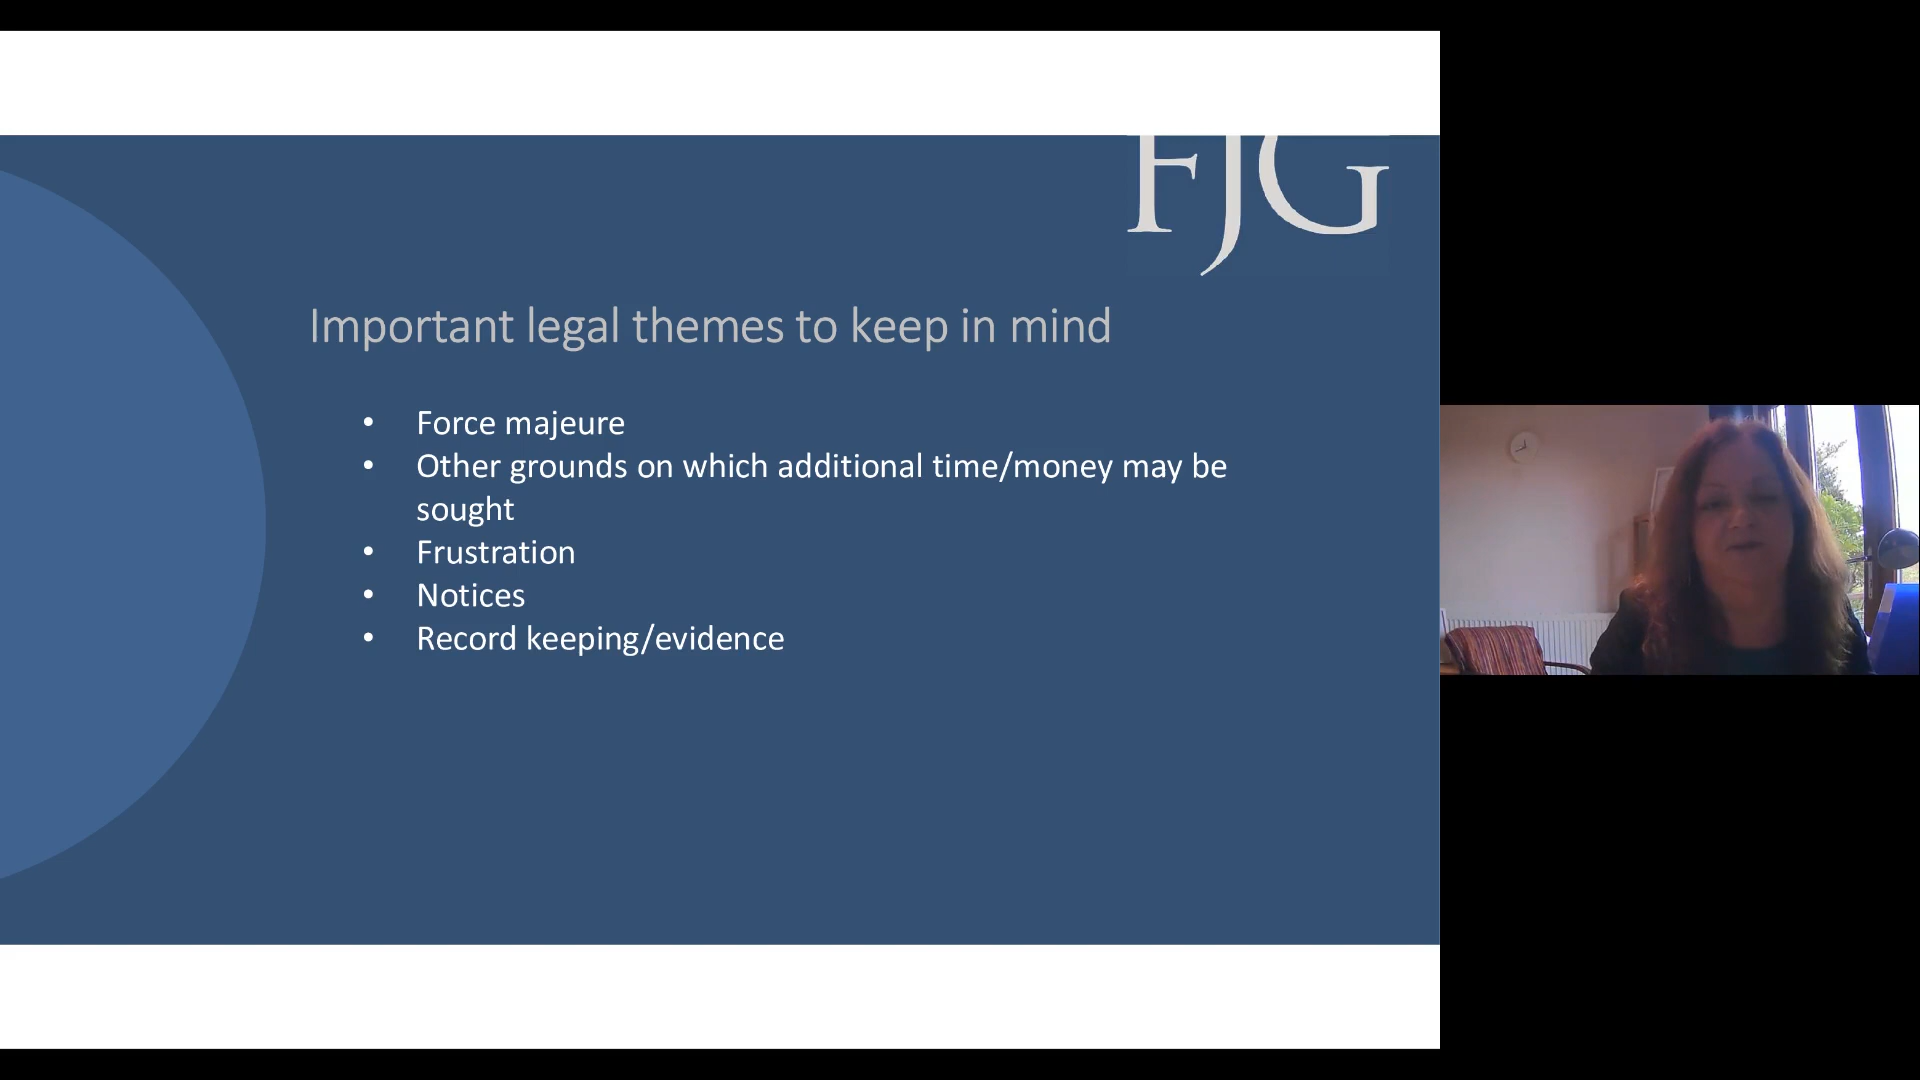 FJG
Important legal themes to keep in mind
• Force majeure
• Other grounds on which additional time/money may be
sought
• Frustration
• Notices
• Record keeping/evidence